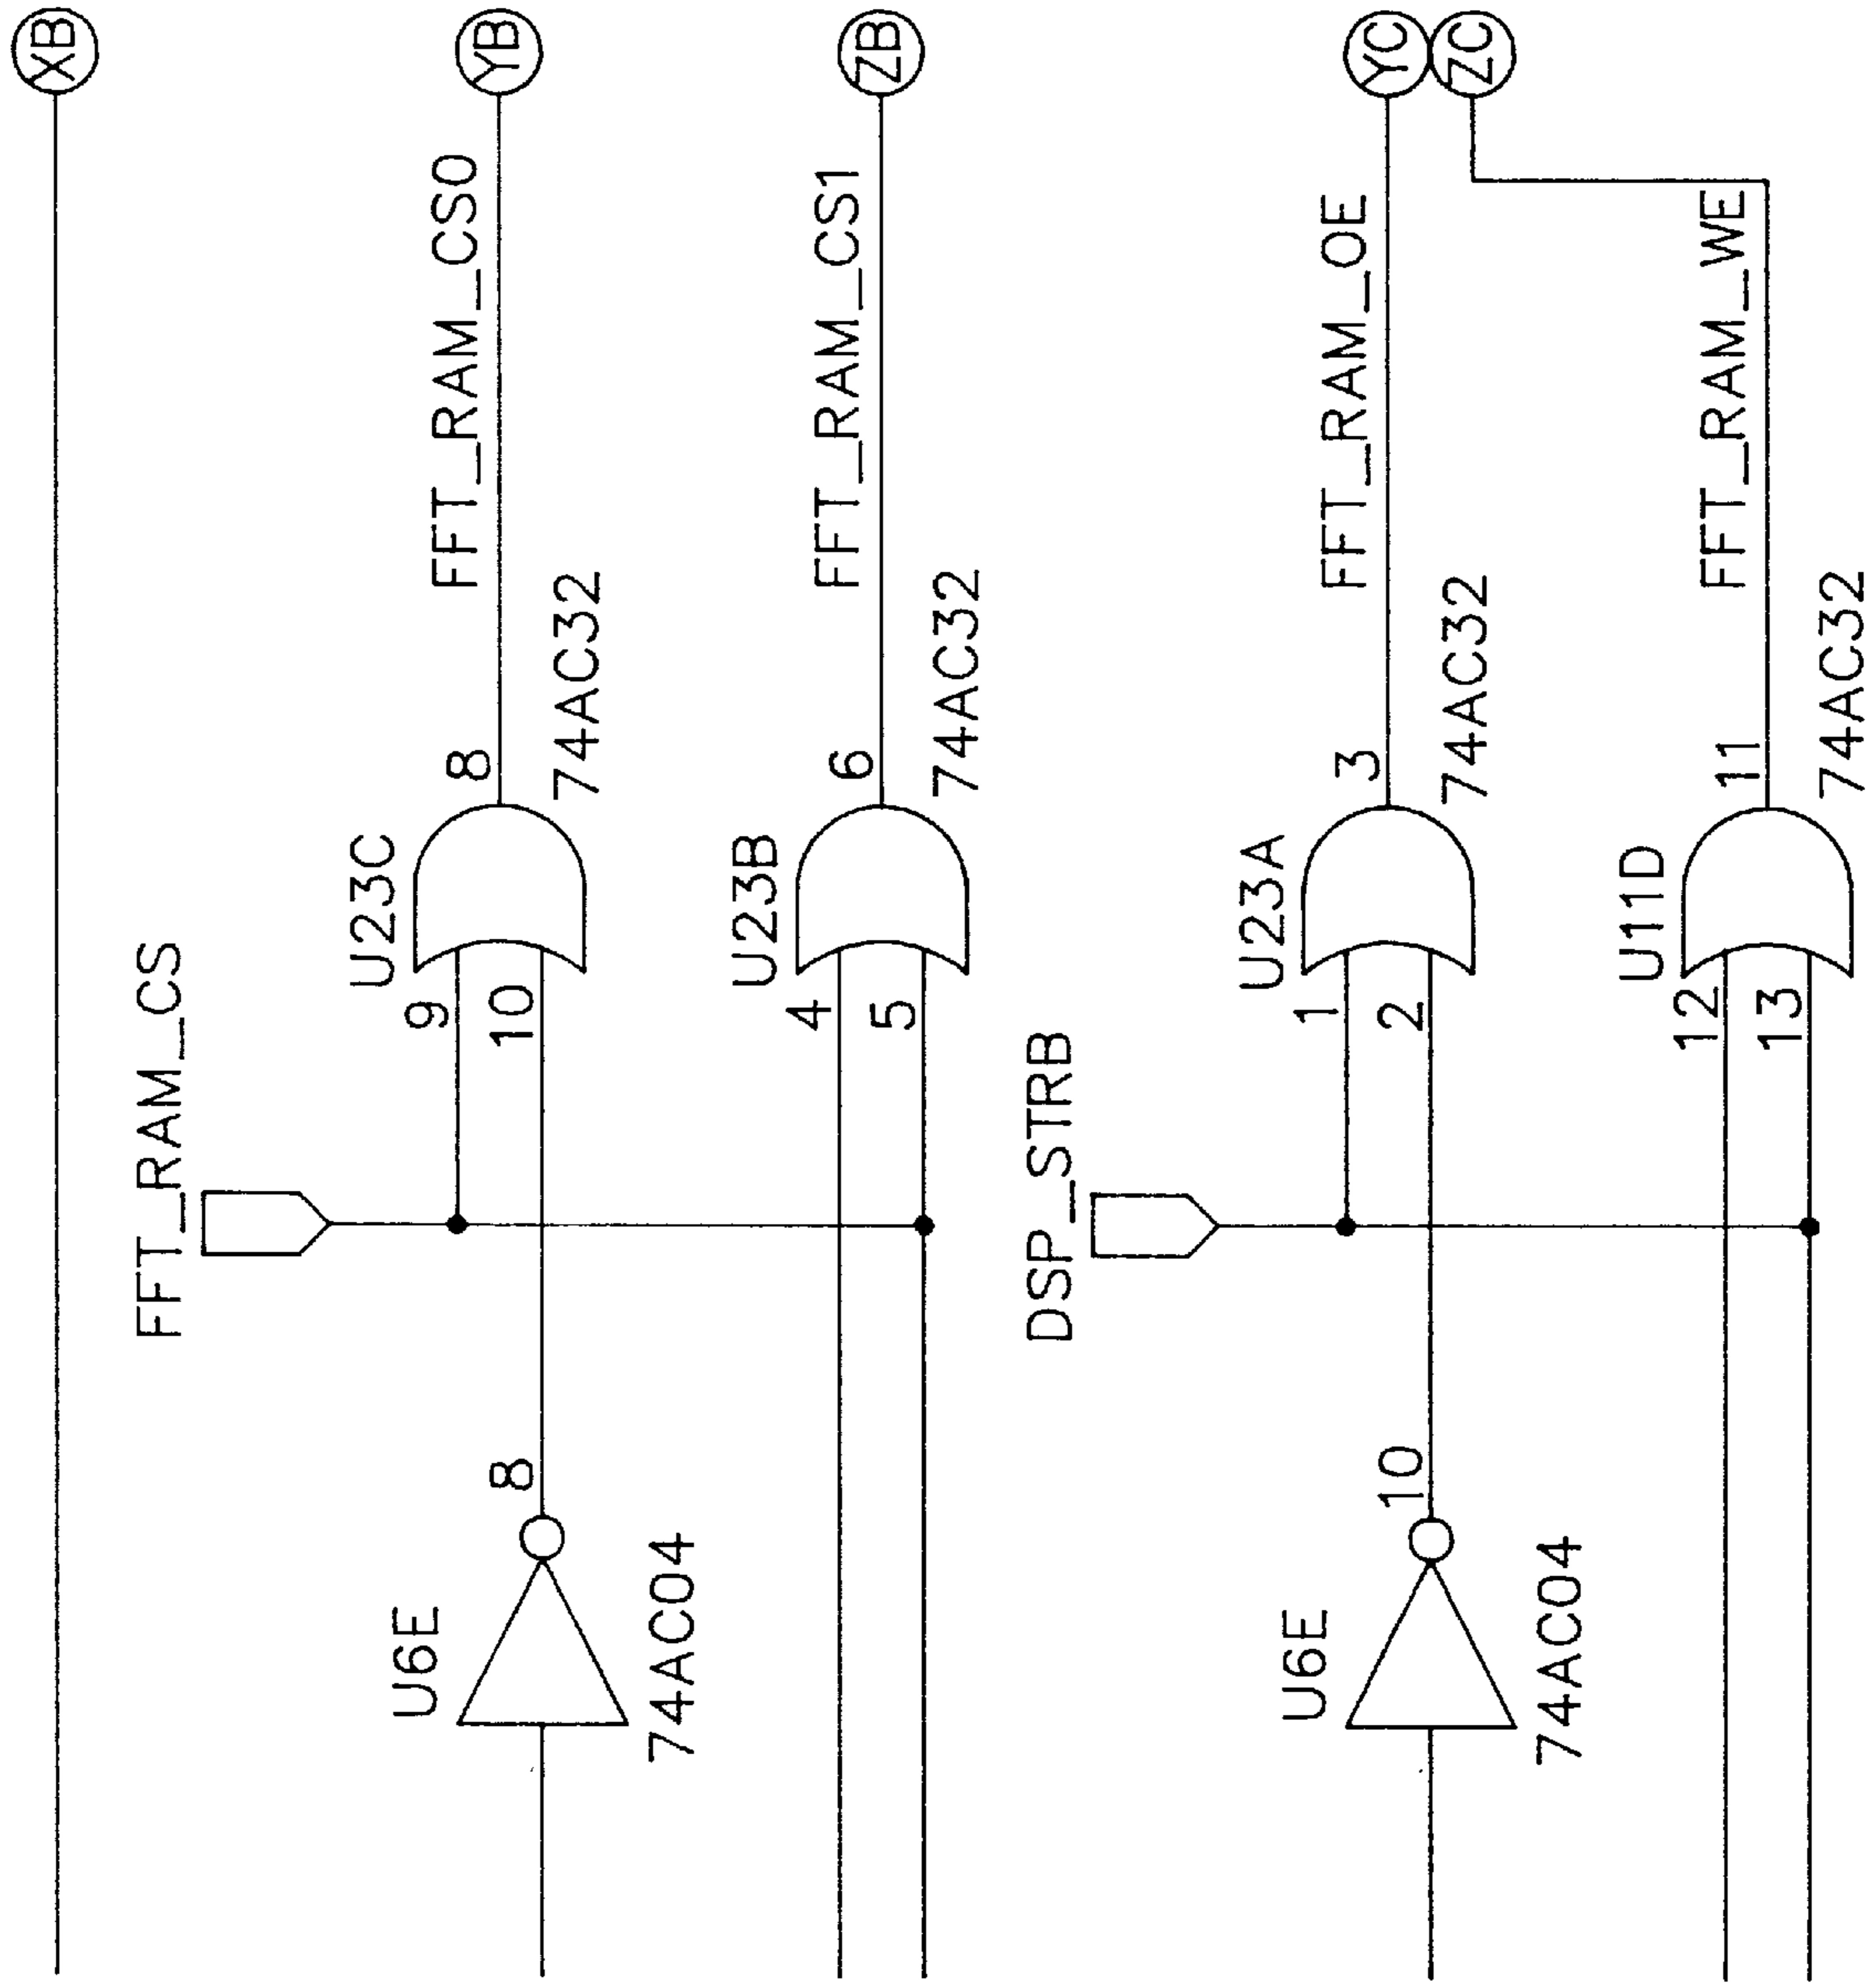 XB
YB
ZB
YC
ZC
FFT_RAM_CS0
FFT_RAM_CS1
FFT_RAM_OE
FFT_RAM_WE
FFT_RAM_CS
U23C
9
10
8
74AC32
U23B
4
5
6
74AC32
DSP_STRB
U23A
1
2
3
74AC32
U11D
12
13
11
74AC32
U6E
8
74AC04
U6E
10
74AC04